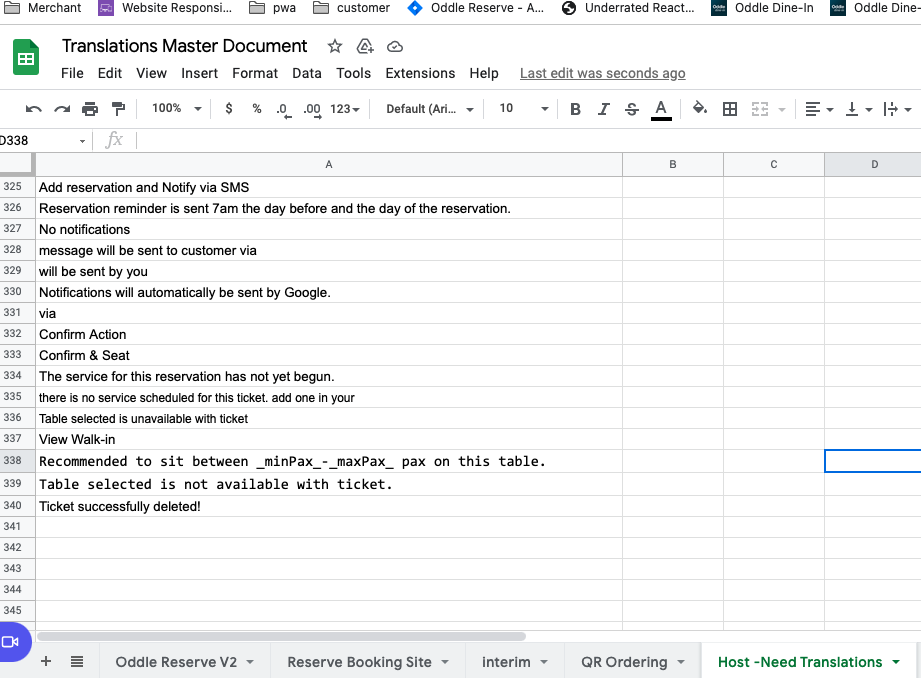 Merchant Website Responsi... pwa customer Oddle Reserve - A... Underrated React... Oddle Dine-In Oddle Dine-
Translations Master Document
File Edit View Insert Format Data Tools Extensions Help Last edit was seconds ago
100% $ % .0 .00 123 Default (Ari... 10 B I S A
D338 fx
A B C D
325 Add reservation and Notify via SMS
326 Reservation reminder is sent 7am the day before and the day of the reservation.
327 No notifications
328 message will be sent to customer via
329 will be sent by you
330 Notifications will automatically be sent by Google.
331 via
332 Confirm Action
333 Confirm & Seat
334 The service for this reservation has not yet begun.
335 there is no service scheduled for this ticket. add one in your
336 Table selected is unavailable with ticket
337 View Walk-in
338 Recommended to sit between _minPax_-_maxPax_ pax on this table.
339 Table selected is not available with ticket.
340 Ticket successfully deleted!
341
342
343
344
345
+ Oddle Reserve V2 Reserve Booking Site interim QR Ordering Host -Need Translations